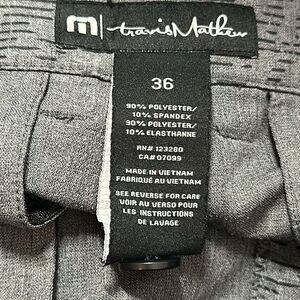 m travisMathew
36
90% POLYESTER/
10% SPANDEX
90% POLYESTER/
10% ELASTHANNE
RN# 123280
CA# 07099
MADE IN VIETNAM
FABRIQUÉ AU VIETNAM
SEE REVERSE FOR CARE
VOIR AU VERSO POUR
LES INSTRUCTIONS
DE LAVAGE